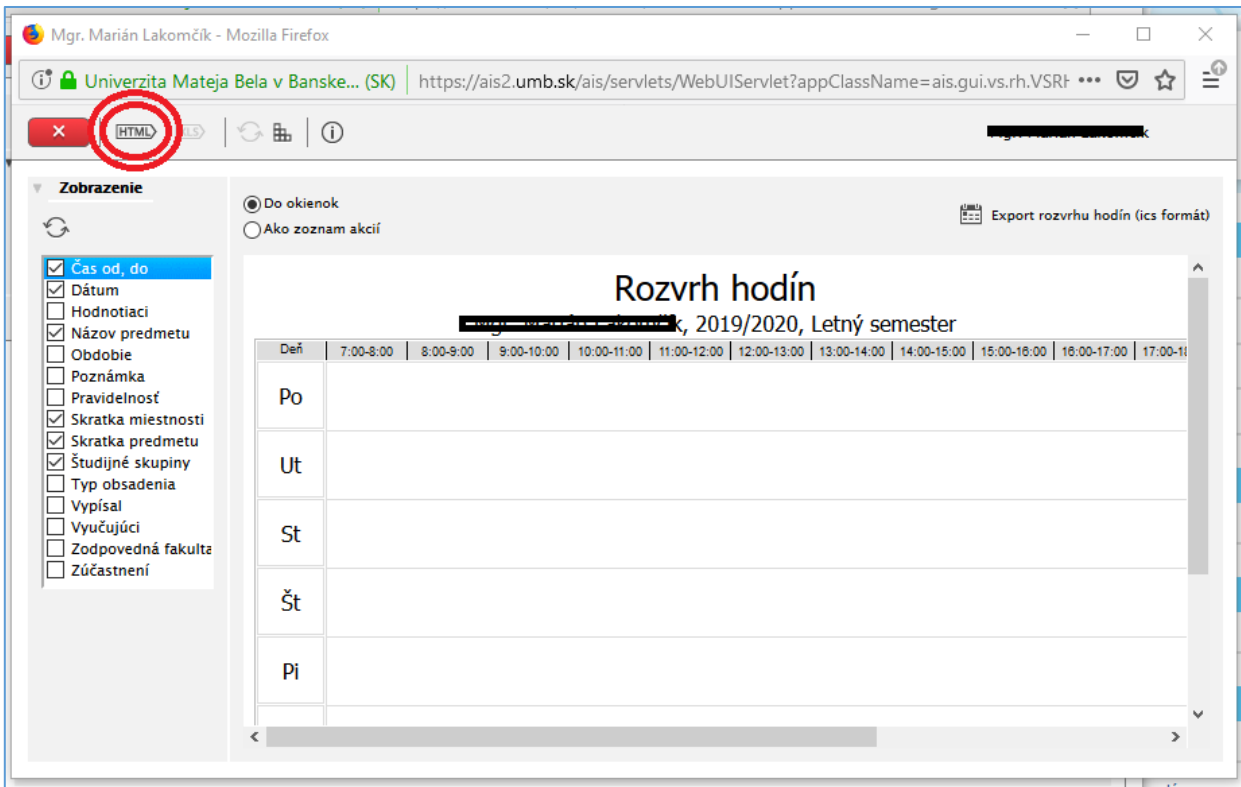 Mgr. Marián Lakomčík - Mozilla Firefox
Univerzita Mateja Bela v Banske... (SK) https://ais2.umb.sk/ais/servlets/WebUIServlet?appClassName=ais.gui.vs.rh.VSRH
HTML XLS
Zobrazenie
Do okienok
Ako zoznam akcií
Export rozvrhu hodín (ics formát)
Čas od, do
Dátum
Hodnotiaci
Názov predmetu
Obdobie
Poznámka
Pravidelnosť
Skratka miestnosti
Skratka predmetu
Študijné skupiny
Typ obsadenia
Vypísal
Vyučujúci
Zodpovedná fakulta
Zúčastnení
Rozvrh hodín
, 2019/2020, Letný semester
Deň 7:00-8:00 8:00-9:00 9:00-10:00 10:00-11:00 11:00-12:00 12:00-13:00 13:00-14:00 14:00-15:00 15:00-16:00 16:00-17:00 17:00-18
Po
Ut
St
Št
Pi